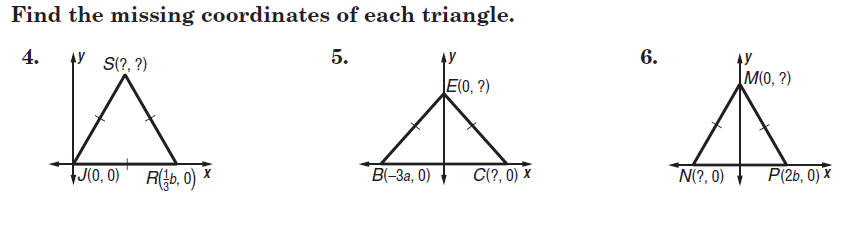 Find the missing coordinates of each triangle.
4.
y
S(?, ?)
J(0, 0)
R(1/3b, 0)
x
5.
y
E(0, ?)
B(–3a, 0)
C(?, 0)
x
6.
y
M(0, ?)
N(?, 0)
P(2b, 0)
x